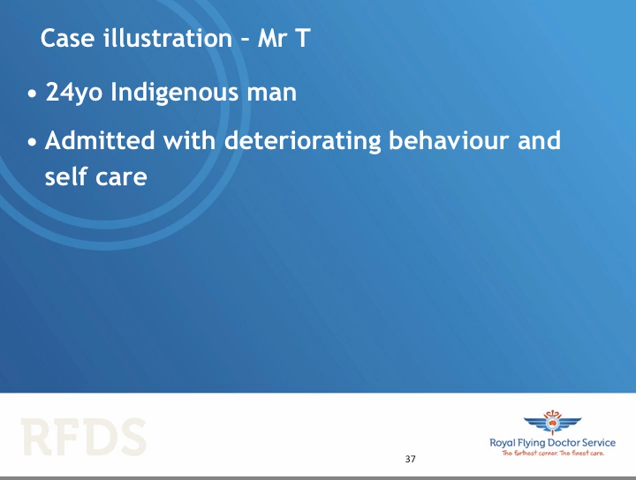 Case illustration – Mr T
• 24yo Indigenous man
• Admitted with deteriorating behaviour and
self care
RFDS
Royal Flying Doctor Service
The furthest corner. The finest care.
37